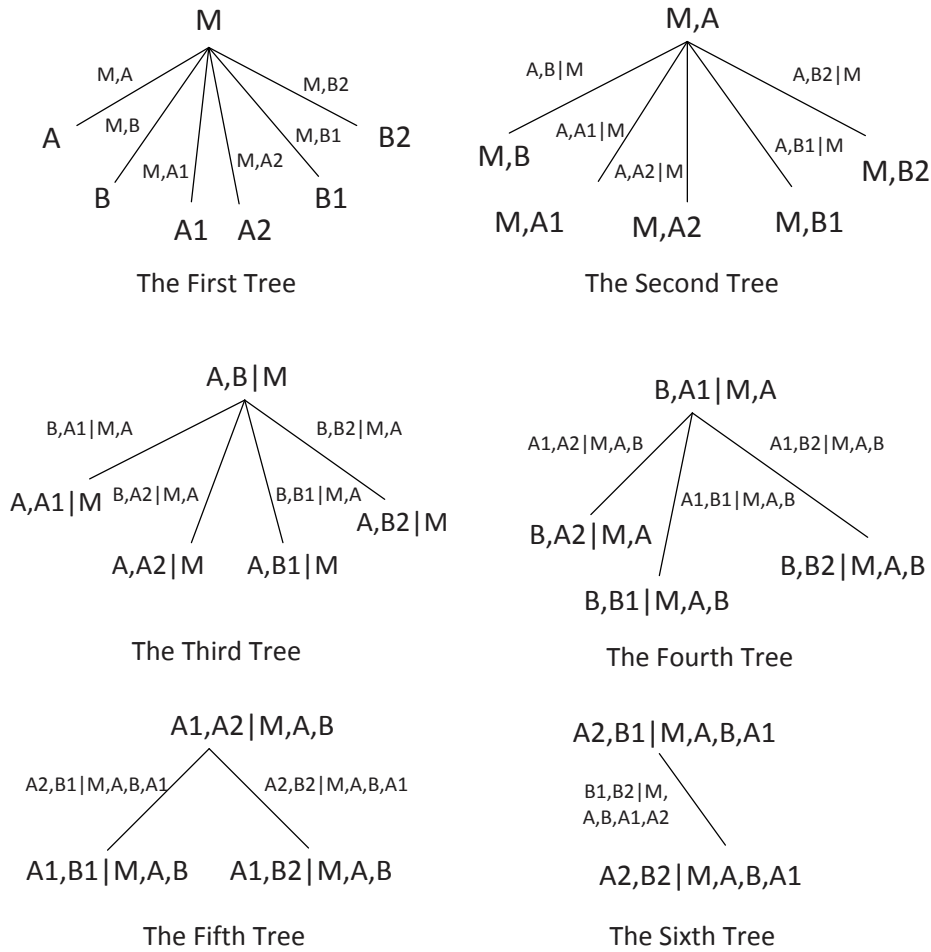 M
M,A
M,B2
M,B
M,B1
M,A1
M,A2
A
B2
B
B1
A1
A2
The First Tree
M,A
A,B|M
A,B2|M
A,A1|M
A,B1|M
A,A2|M
M,B
M,B2
M,A1
M,A2
M,B1
The Second Tree
A,B|M
B,A1|M,A
B,B2|M,A
B,A2|M,A
B,B1|M,A
A,A1|M
A,B2|M
A,A2|M
A,B1|M
The Third Tree
B,A1|M,A
A1,A2|M,A,B
A1,B2|M,A,B
A1,B1|M,A,B
B,A2|M,A
B,B2|M,A,B
B,B1|M,A,B
The Fourth Tree
A1,A2|M,A,B
A2,B1|M,A,B,A1
A2,B2|M,A,B,A1
A1,B1|M,A,B
A1,B2|M,A,B
The Fifth Tree
A2,B1|M,A,B,A1
B1,B2|M,
A,B,A1,A2
A2,B2|M,A,B,A1
The Sixth Tree